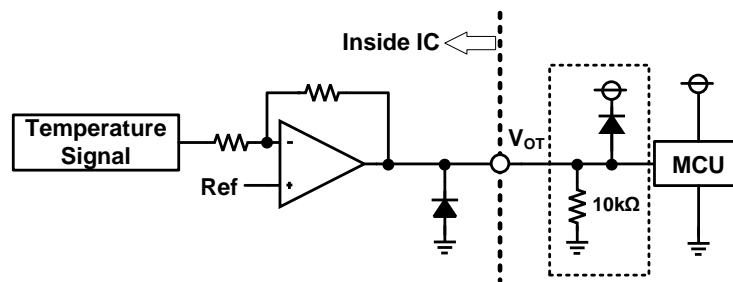 Inside IC
Temperature
Signal
-
+
Ref
V_OT
10kΩ
MCU